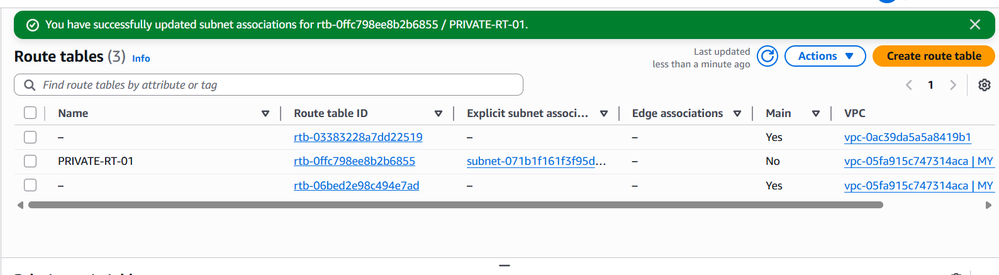 You have successfully updated subnet associations for rtb-0ffc798ee8b2b6855 / PRIVATE-RT-01.
Route tables (3) Info
Last updated
less than a minute ago
Actions
Create route table
Find route tables by attribute or tag
1
Name Route table ID Explicit subnet associ... Edge associations Main VPC
– rtb-03383228a7dd22519 – – Yes vpc-0ac39da5a5a8419b1
PRIVATE-RT-01 rtb-0ffc798ee8b2b6855 subnet-071b1f161f3f95d... – No vpc-05fa915c747314aca | MY
– rtb-06bed2e98c494e7ad – – Yes vpc-05fa915c747314aca | MY